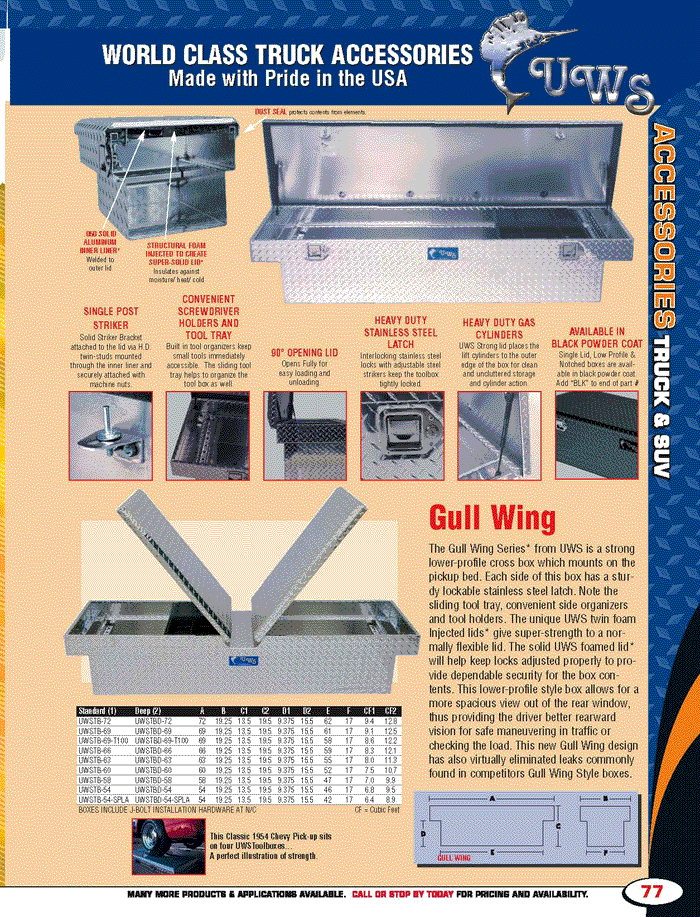 WORLD CLASS TRUCK ACCESSORIES
Made with Pride in the USA
UWS
ACCESSORIES TRUCK & SUV
DUST SEAL protects contents from elements.
.060 SOLID
ALUMINUM
INNER LINER*
Welded to
outer lid
STRUCTURAL FOAM
INJECTED TO CREATE
SUPER-SOLID LID*
Insulates against
moisture/ heat/ cold
UWS
SINGLE POST
STRIKER
Solid Striker Bracket
attached to the lid via H.D.
twin-studs mounted
through the inner liner and
securely attached with
machine nuts.
CONVENIENT
SCREWDRIVER
HOLDERS AND
TOOL TRAY
Built in tool organizers keep
small tools immediately
accessible. The sliding tool
tray helps to organize the
tool box as well.
90° OPENING LID
Opens Fully for
easy loading and
unloading.
HEAVY DUTY
STAINLESS STEEL
LATCH
Interlocking stainless steel
locks with adjustable steel
strikers keep the toolbox
tightly locked.
HEAVY DUTY GAS
CYLINDERS
UWS Strong lid places the
lift cylinders to the outer
edge of the box for clean
and uncluttered storage
and cylinder action.
AVAILABLE IN
BLACK POWDER COAT
Single Lid, Low Profile &
Notched boxes are avail-
able in black powder coat.
Add "BLK" to end of part #
Gull Wing
The Gull Wing Series* from UWS is a strong
lower-profile cross box which mounts on the
pickup bed. Each side of this box has a stur-
dy lockable stainless steel latch. Note the
sliding tool tray, convenient side organizers
and tool holders. The unique UWS twin foam
Injected lids* give super-strength to a nor-
mally flexible lid. The solid UWS foamed lid*
will help keep locks adjusted properly to pro-
vide dependable security for the box con-
tents. This lower-profile style box allows for a
more spacious view out of the rear window,
thus providing the driver better rearward
vision for safe maneuvering in traffic or
checking the load. This new Gull Wing design
has also virtually eliminated leaks commonly
found in competitors Gull Wing Style boxes.
UWS
Standard (1) Deep (2) A B C1 C2 D1 D2 E F CF1 CF2
UWSTB-72 UWSTBD-72 72 19.25 13.5 19.5 9.375 15.5 62 17 9.4 12.8
UWSTB-69 UWSTBD-69 69 19.25 13.5 19.5 9.375 15.5 61 17 9.1 12.5
UWSTB-69-T100 UWSTBD-69-T100 69 19.25 13.5 19.5 9.375 15.5 58 17 8.6 12.2
UWSTB-66 UWSTBD-66 66 19.25 13.5 19.5 9.375 15.5 59 17 8.3 12.1
UWSTB-63 UWSTBD-63 63 19.25 13.5 19.5 9.375 15.5 55 17 8.0 11.3
UWSTB-60 UWSTBD-60 60 19.25 13.5 19.5 9.375 15.5 52 17 7.5 10.7
UWSTB-58 UWSTBD-58 58 19.25 13.5 19.5 9.375 15.5 47 17 7.0 9.9
UWSTB-54 UWSTBD-54 54 19.25 13.5 19.5 9.375 15.5 46 17 6.8 9.5
UWSTB-54-SPLA UWSTBD-54-SPLA 54 19.25 13.5 19.5 9.375 15.5 42 17 6.4 8.9
BOXES INCLUDE J-BOLT INSTALLATION HARDWARE AT N/C CF = Cubic Feet
This Classic 1954 Chevy Pick-up sits
on four UWSToolboxes....
A perfect illustration of strength.
A B
D C
E F
GULL WING
MANY MORE PRODUCTS & APPLICATIONS AVAILABLE. CALL OR STOP BY TODAY FOR PRICING AND AVAILABILITY.
77